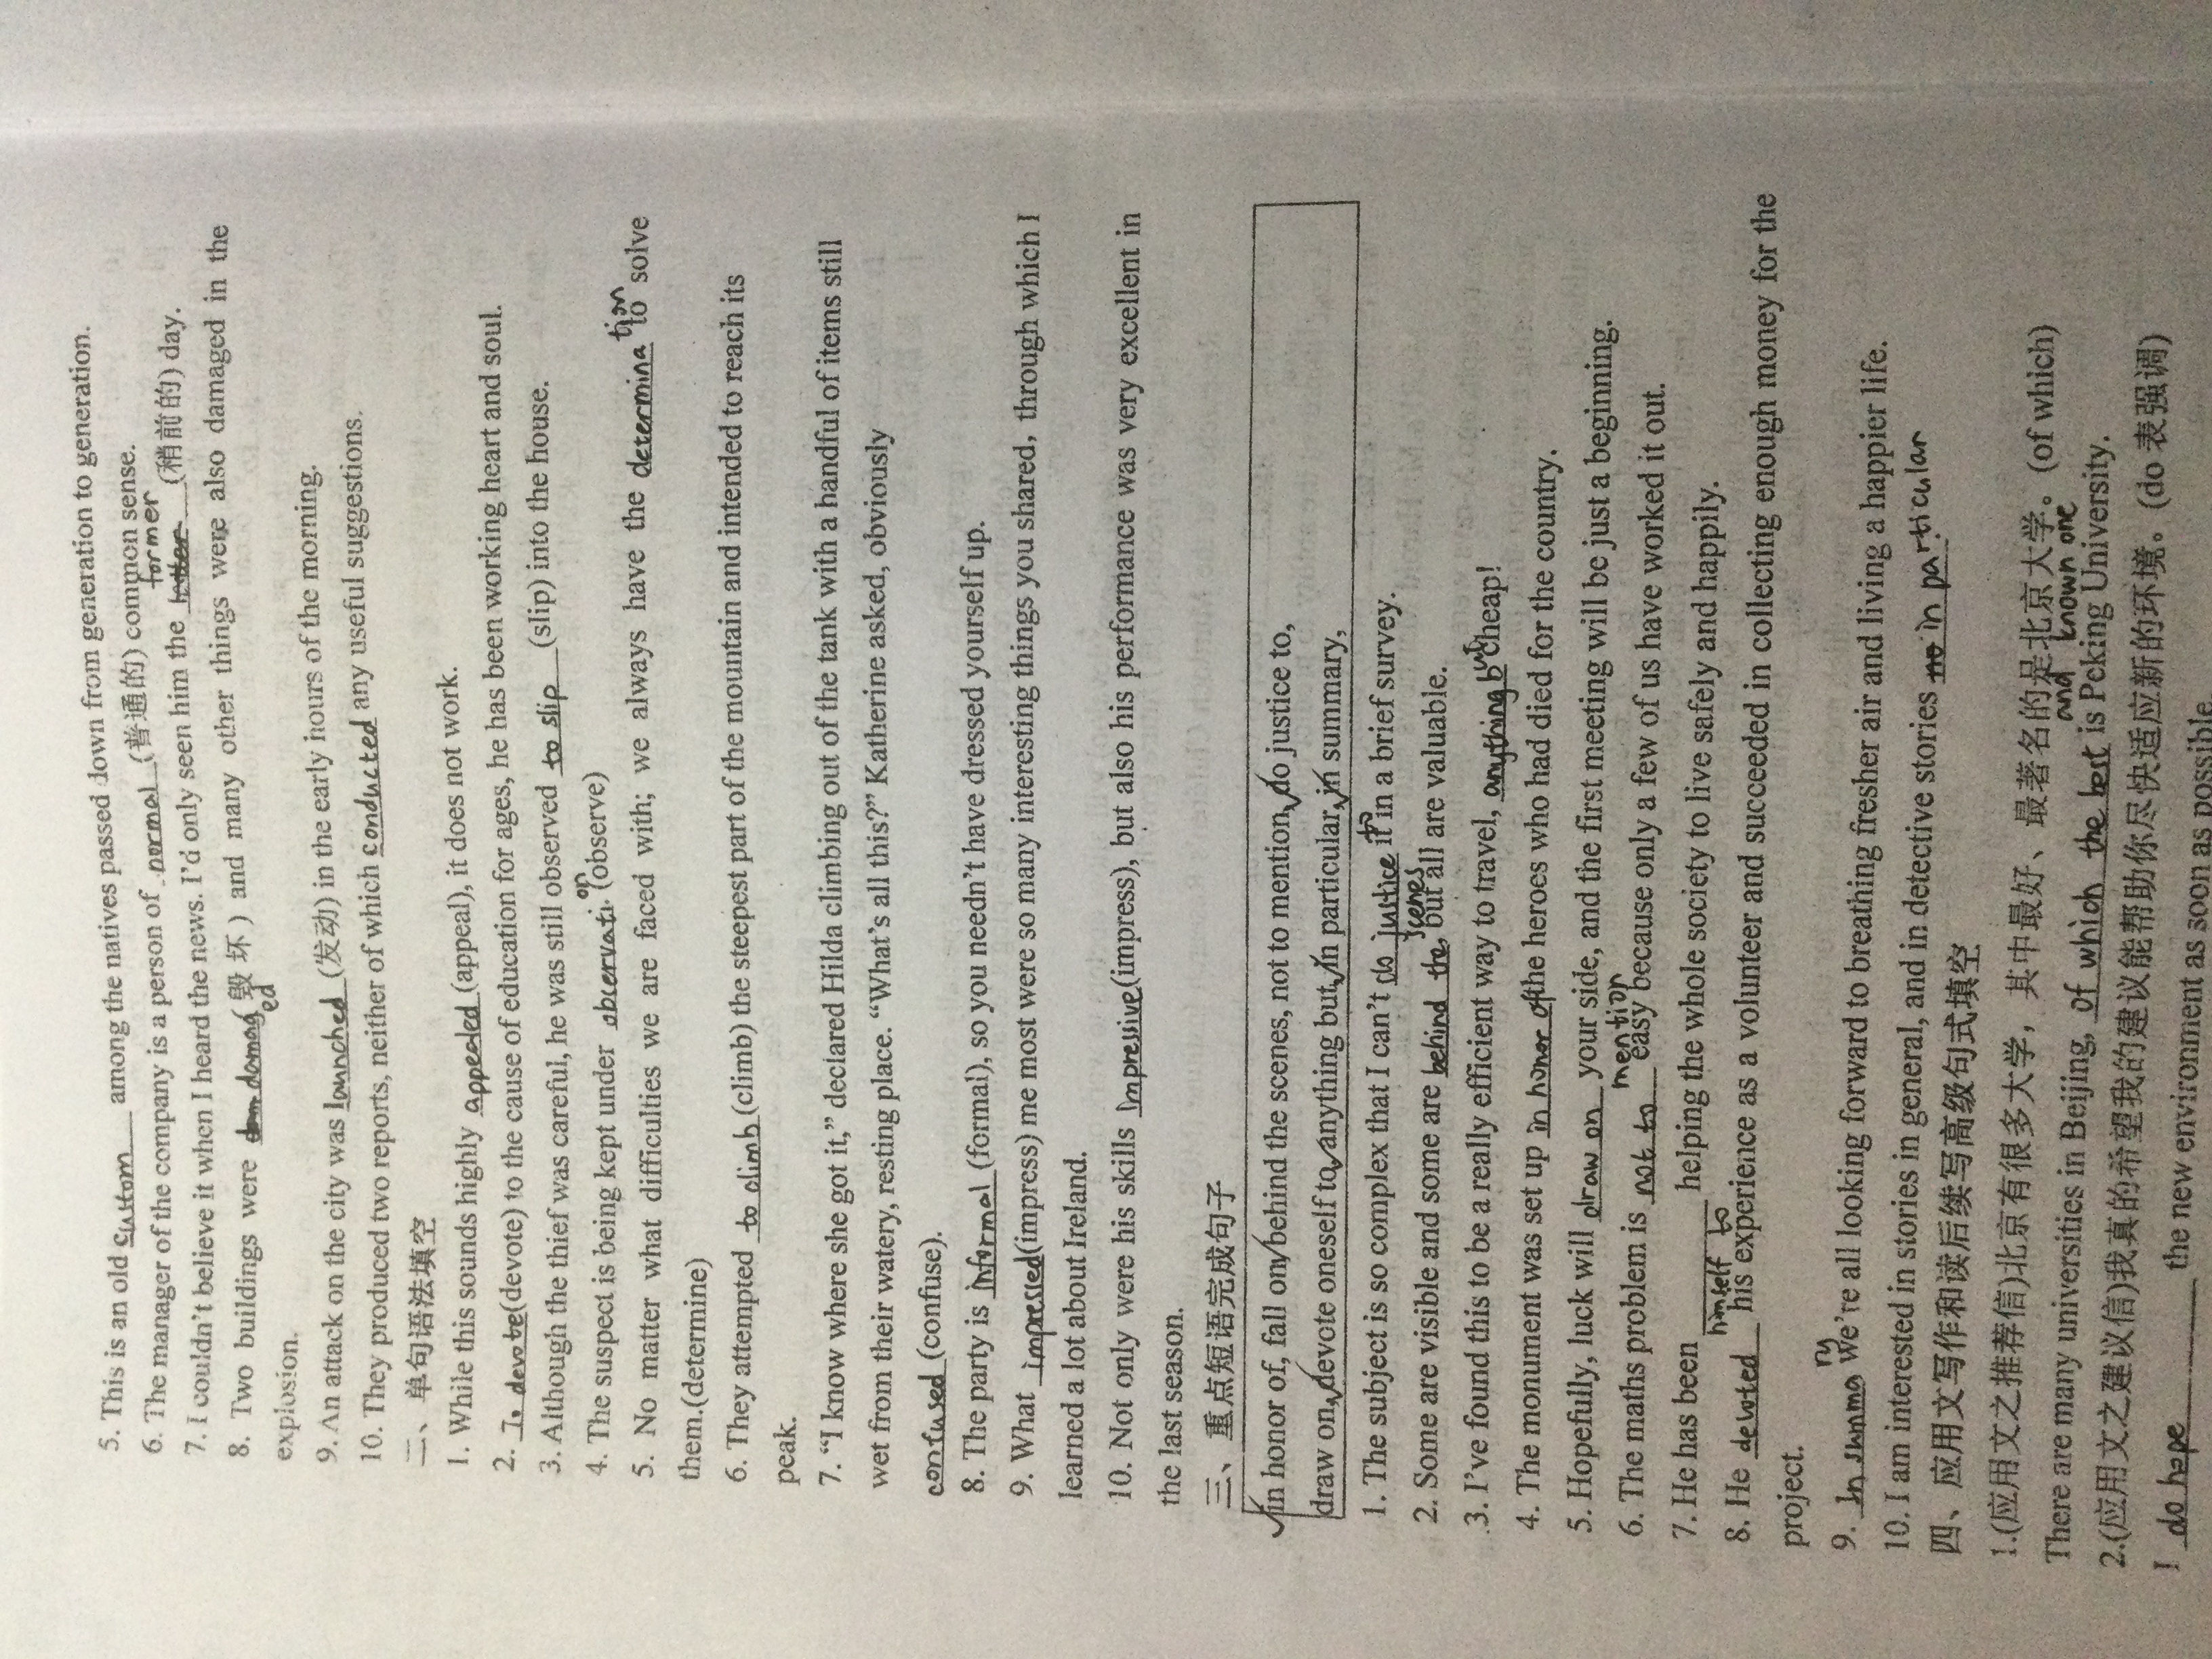 5. This is an old custom among the natives passed down from generation to generation.
6. The manager of the company is a person of normal (普通的) common sense.
former
7. I couldn't believe it when I heard the news. I'd only seen him the (稍前的) day.
8. Two buildings were damag (毁坏) and many other things were also damaged in the
ed
explosion.
9. An attack on the city was launched (发动) in the early hours of the morning.
10. They produced two reports, neither of which conducted any useful suggestions.
二、单句语法填空
1. While this sounds highly appealed (appeal), it does not work.
2. To devote (devote) to the cause of education for ages, he has been working heart and soul.
3. Although the thief was careful, he was still observed to slip (slip) into the house.
4. The suspect is being kept under observation (observe)
5. No matter what difficulties we are faced with; we always have the determination to solve
them.(determine)
6. They attempted to climb (climb) the steepest part of the mountain and intended to reach its
peak.
7. “I know where she got it,” declared Hilda climbing out of the tank with a handful of items still
wet from their watery, resting place. “What's all this?” Katherine asked, obviously
confused (confuse).
8. The party is informal (formal), so you needn't have dressed yourself up.
9. What impressed (impress) me most were so many interesting things you shared, through which I
learned a lot about Ireland.
10. Not only were his skills impressive (impress), but also his performance was very excellent in
the last season.
三、重点短语完成句子
in honor of, fall on, behind the scenes, not to mention, do justice to,
draw on, devote oneself to, anything but, in particular, in summary,
1. The subject is so complex that I can't do justice to it in a brief survey.
2. Some are visible and some are behind the scenes, but all are valuable.
3. I've found this to be a really efficient way to travel, anything but cheap!
4. The monument was set up in honor of the heroes who had died for the country.
5. Hopefully, luck will draw on your side, and the first meeting will be just a beginning.
6. The maths problem is not to mention easy because only a few of us have worked it out.
7. He has been helping the whole society to live safely and happily.
himself to
8. He devoted his experience as a volunteer and succeeded in collecting enough money for the
project.
9. In summary we're all looking forward to breathing fresher air and living a happier life.
10. I am interested in stories in general, and in detective stories in particular
四、应用文写作和读后续写高级句式填空
1.(应用文之推荐信)北京有很多大学，其中最好、最著名的是北京大学。(of which)
and known one
There are many universities in Beijing, of which the best is Peking University.
2.(应用文之建议信)我真的希望我的建议能帮助你尽快适应新的环境。(do 表强调)
I do hope the new environment as soon as possible.